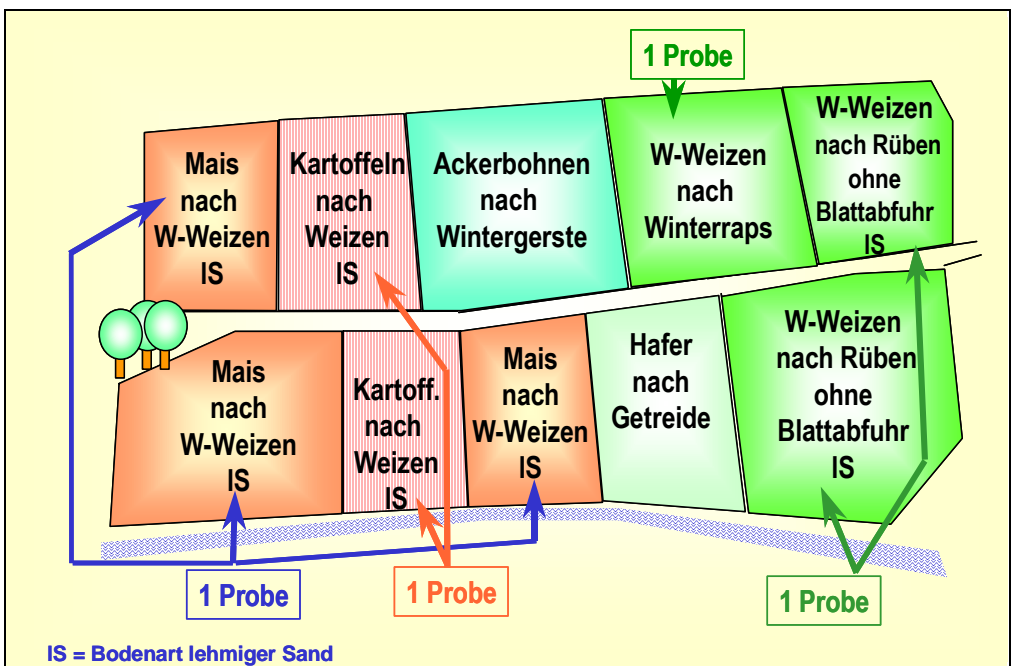 1 Probe
Mais
nach
W-Weizen
IS
Kartoffeln
nach
Weizen
IS
Ackerbohnen
nach
Wintergerste
W-Weizen
nach
Winterraps
W-Weizen
nach Rüben
ohne
Blattabfuhr
IS
Mais
nach
W-Weizen
IS
Kartoff.
nach
Weizen
IS
Mais
nach
W-Weizen
IS
Hafer
nach
Getreide
W-Weizen
nach Rüben
ohne
Blattabfuhr
IS
1 Probe
1 Probe
1 Probe
IS = Bodenart lehmiger Sand